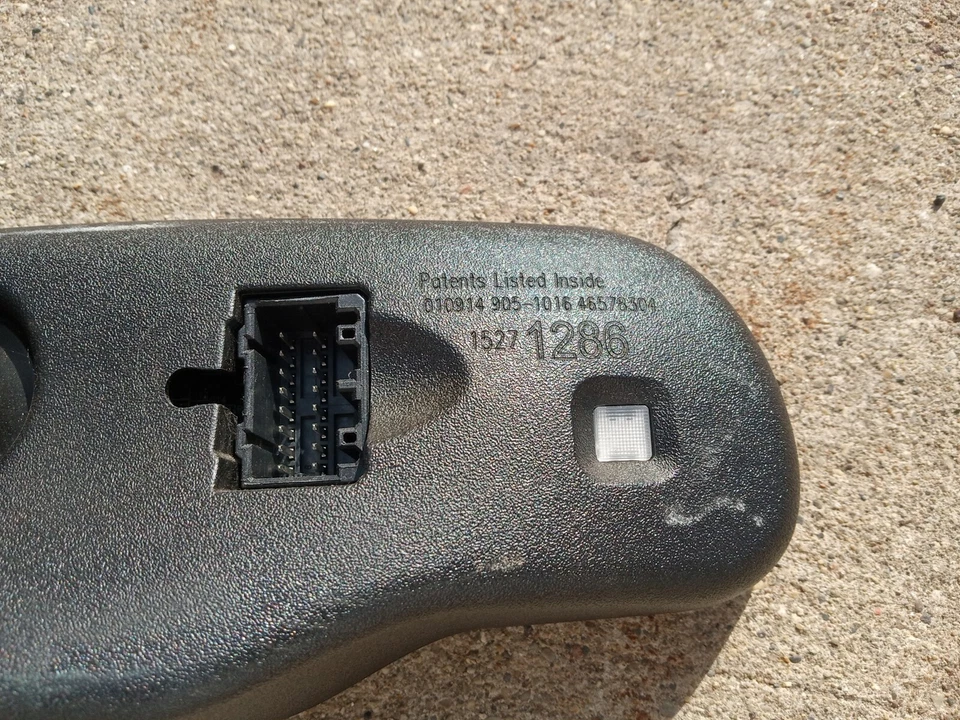 Patents Listed Inside
010914 905-1016 46578304
1527 1286